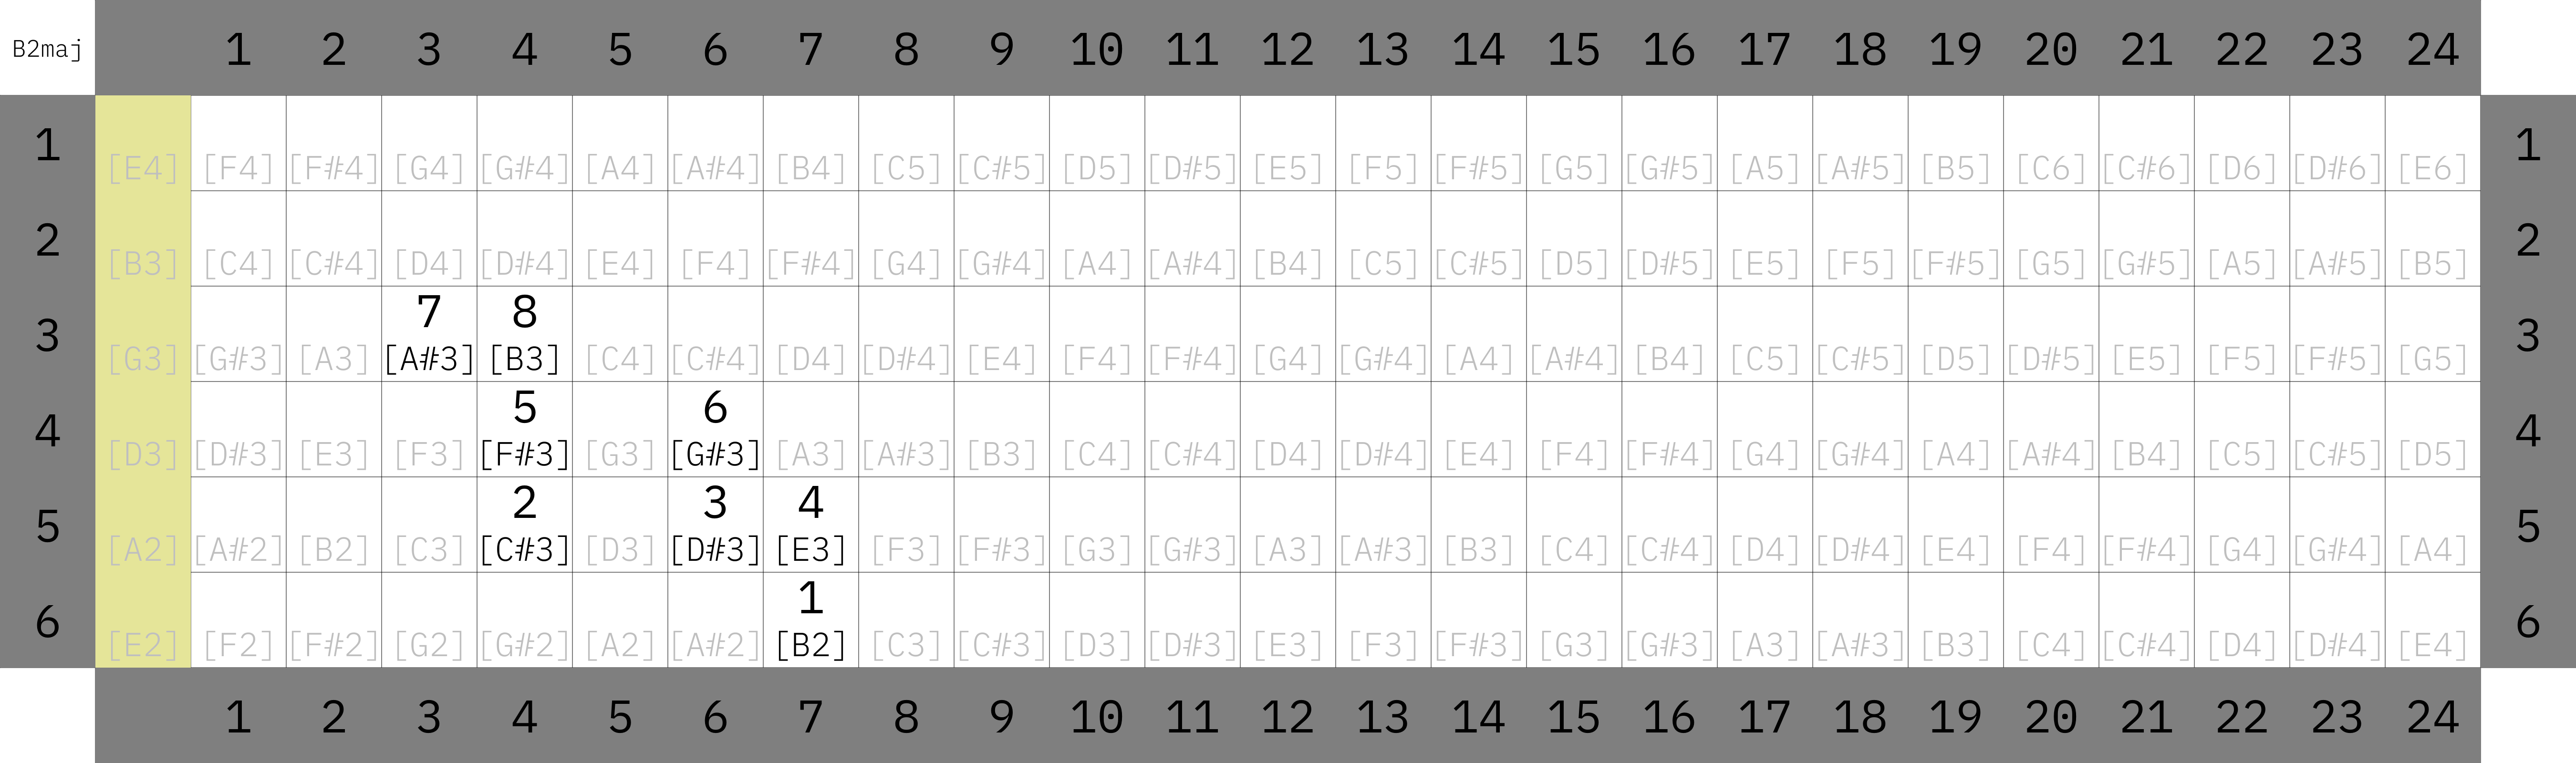 B2maj 1 2 3 4 5 6 7 8 9 10 11 12 13 14 15 16 17 18 19 20 21 22 23 24
1 [E4] [F4] [F#4] [G4] [G#4] [A4] [A#4] [B4] [C5] [C#5] [D5] [D#5] [E5] [F5] [F#5] [G5] [G#5] [A5] [A#5] [B5] [C6] [C#6] [D6] [D#6] [E6] 1
2 [B3] [C4] [C#4] [D4] [D#4] [E4] [F4] [F#4] [G4] [G#4] [A4] [A#4] [B4] [C5] [C#5] [D5] [D#5] [E5] [F5] [F#5] [G5] [G#5] [A5] [A#5] [B5] 2
7 8
3 [G3] [G#3] [A3] [A#3] [B3] [C4] [C#4] [D4] [D#4] [E4] [F4] [F#4] [G4] [G#4] [A4] [A#4] [B4] [C5] [C#5] [D5] [D#5] [E5] [F5] [F#5] [G5] 3
5 6
4 [D3] [D#3] [E3] [F3] [F#3] [G3] [G#3] [A3] [A#3] [B3] [C4] [C#4] [D4] [D#4] [E4] [F4] [F#4] [G4] [G#4] [A4] [A#4] [B4] [C5] [C#5] [D5] 4
2 3 4
5 [A2] [A#2] [B2] [C3] [C#3] [D3] [D#3] [E3] [F3] [F#3] [G3] [G#3] [A3] [A#3] [B3] [C4] [C#4] [D4] [D#4] [E4] [F4] [F#4] [G4] [G#4] [A4] 5
1
6 [E2] [F2] [F#2] [G2] [G#2] [A2] [A#2] [B2] [C3] [C#3] [D3] [D#3] [E3] [F3] [F#3] [G3] [G#3] [A3] [A#3] [B3] [C4] [C#4] [D4] [D#4] [E4] 6
1 2 3 4 5 6 7 8 9 10 11 12 13 14 15 16 17 18 19 20 21 22 23 24